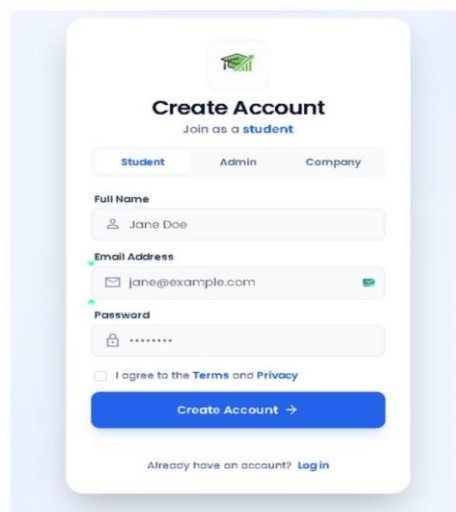 Create Account
Join as a student
Student Admin Company
Full Name
Jane Doe
Email Address
jane@example.com
Password
••••••••
I agree to the Terms and Privacy
Create Account →
Already have an account? Log in